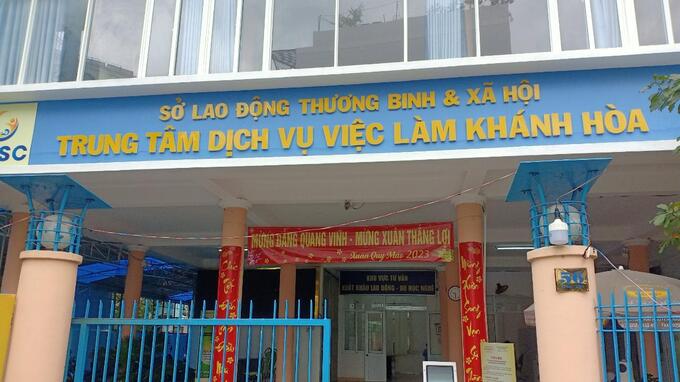 SỞ LAO ĐỘNG THƯƠNG BINH & XÃ HỘI
TRUNG TÂM DỊCH VỤ VIỆC LÀM KHÁNH HÒA
SC
MỪNG ĐẢNG QUANG VINH - MỪNG XUÂN THẮNG LỢI
Xuân Quý Mão 2023
KHU VỰC TƯ VẤN
XUẤT KHẨU LAO ĐỘNG - DU HỌC NGHỀ